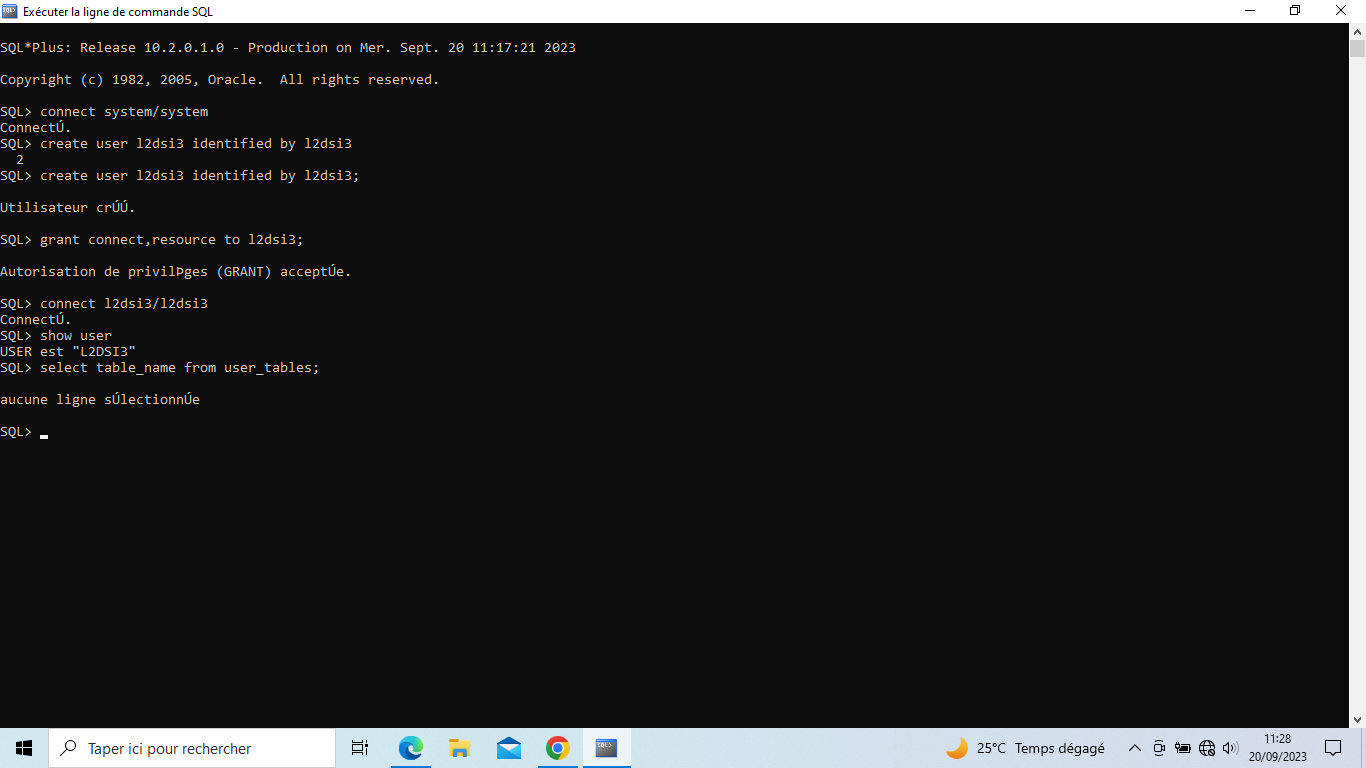 Exécuter la ligne de commande SQL
SQL*Plus: Release 10.2.0.1.0 - Production on Mer. Sept. 20 11:17:21 2023
Copyright (c) 1982, 2005, Oracle.  All rights reserved.
SQL> connect system/system
ConnectÚ.
SQL> create user l2dsi3 identified by l2dsi3
  2
SQL> create user l2dsi3 identified by l2dsi3;
Utilisateur crÚÚ.
SQL> grant connect,resource to l2dsi3;
Autorisation de privilÞges (GRANT) acceptÚe.
SQL> connect l2dsi3/l2dsi3
ConnectÚ.
SQL> show user
USER est "L2DSI3"
SQL> select table_name from user_tables;
aucune ligne sÚlectionnÚe
SQL>
Taper ici pour rechercher
25°C Temps dégagé
11:28
20/09/2023